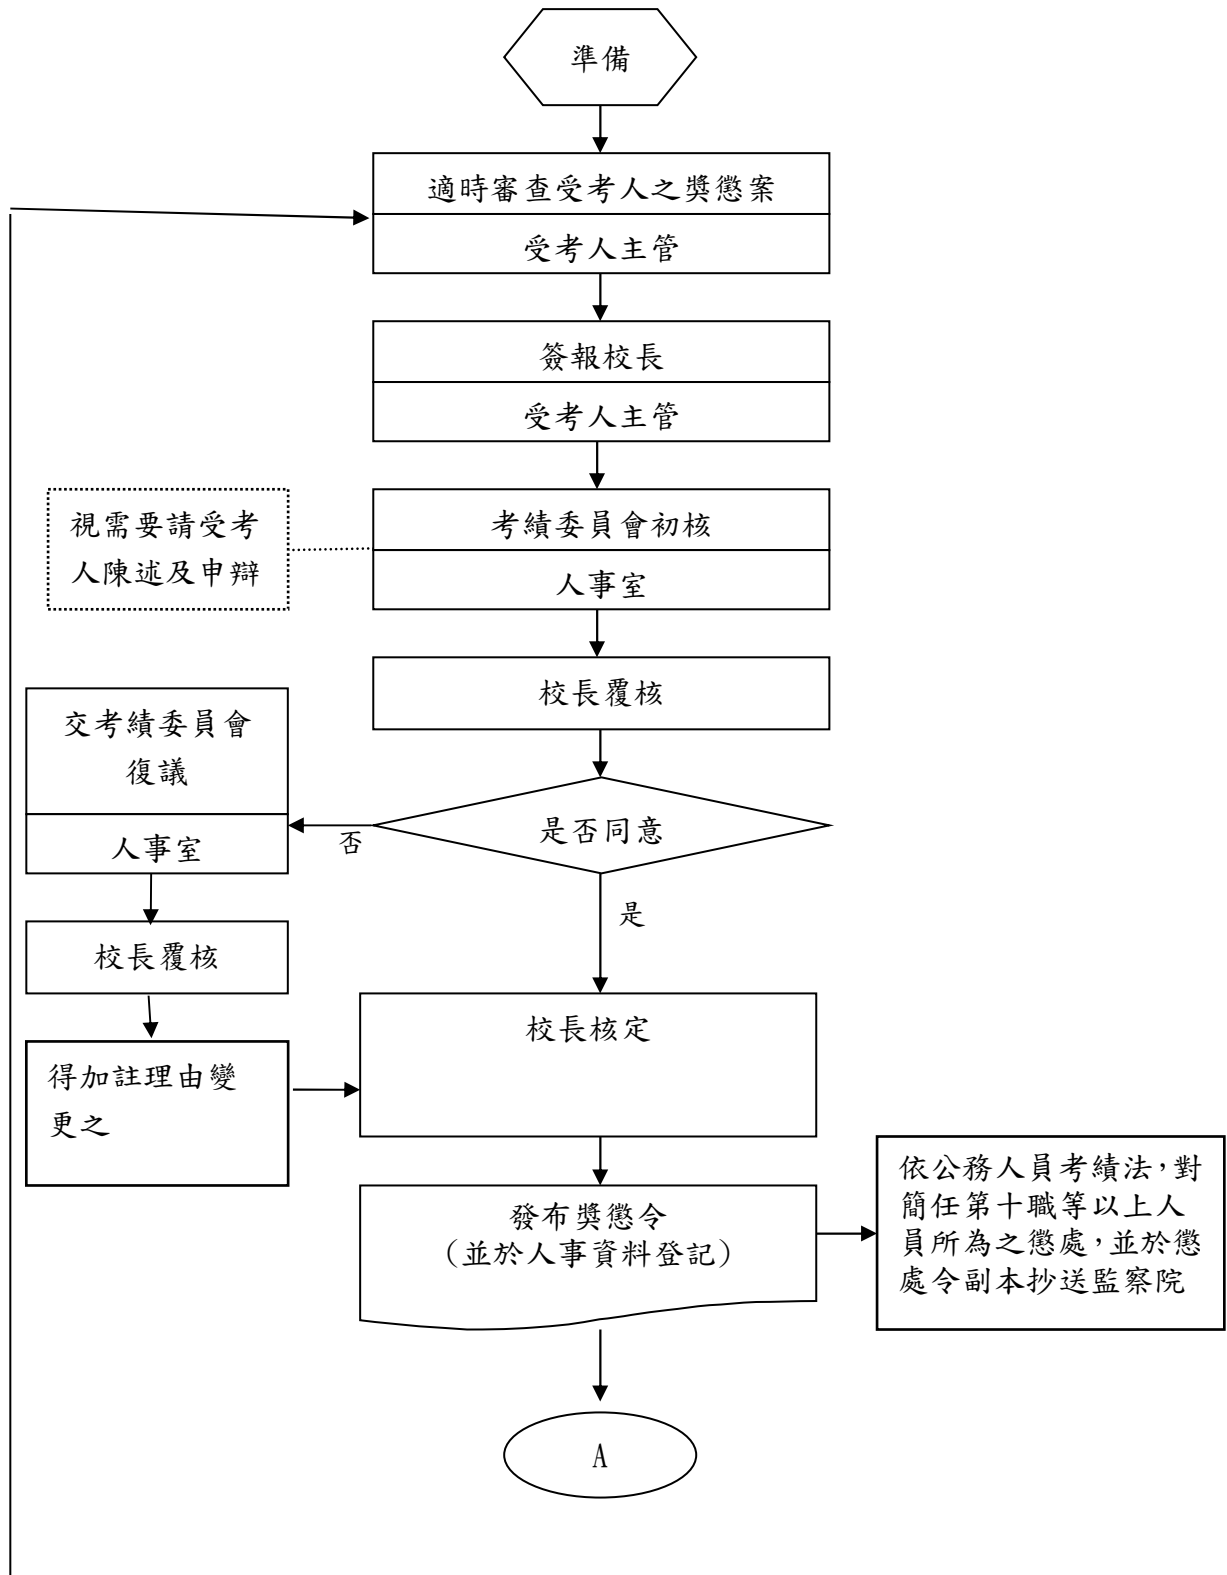 準備
適時審查受考人之獎懲案
受考人主管
簽報校長
受考人主管
視需要請受考
人陳述及申辯
考績委員會初核
人事室
校長覆核
交考績委員會
復議
人事室
是否同意
否
是
校長覆核
得加註理由變
更之
校長核定
發布獎懲令
（並於人事資料登記）
依公務人員考績法，對
簡任第十職等以上人
員所為之懲處，並於懲
處令副本抄送監察院
A